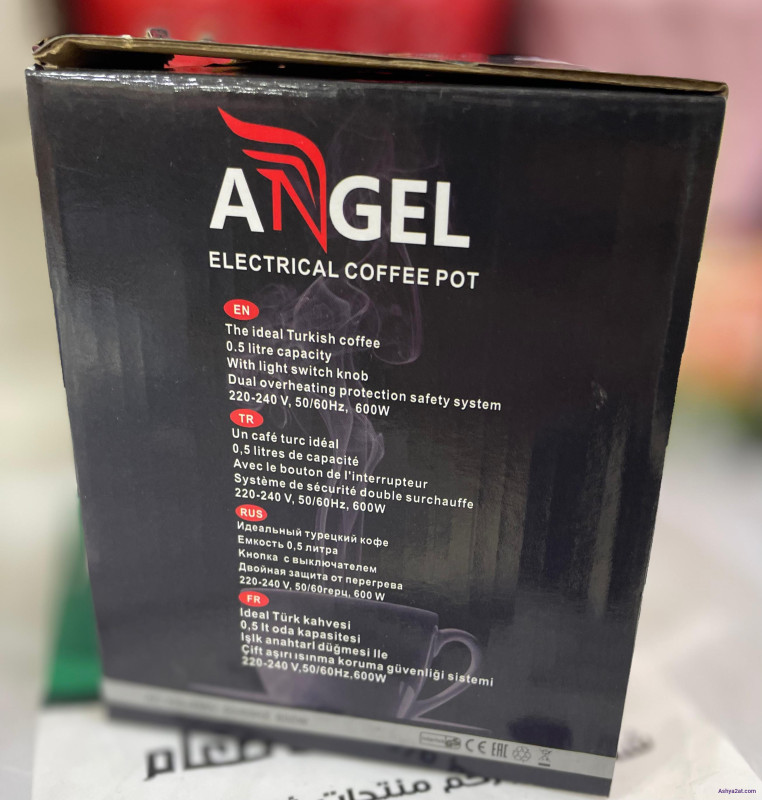 ANGEL
ELECTRICAL COFFEE POT
EN
The ideal Turkish coffee
0.5 litre capacity
With light switch knob
Dual overheating protection safety system
220-240 V, 50/60Hz, 600W
TR
Un café turc idéal
0,5 litres de capacité
Avec le bouton de l'interrupteur
Système de sécurité double surchauffe
220-240 V, 50/60Hz, 600W
RUS
Идеальный турецкий кофе
Емкость 0,5 литра
Кнопка с выключателем
Двойная защита от перегрева
220-240 V, 50/60герц, 600 W
FR
Ideal Türk kahvesi
0,5 lt oda kapasitesi
Işık anahtarl düğmesi Ile
Çift aşırı ısınma koruma güvenliği sistemi
220-240 V,50/60Hz,600W
CE EAC
منتجات
Ashya2at.com